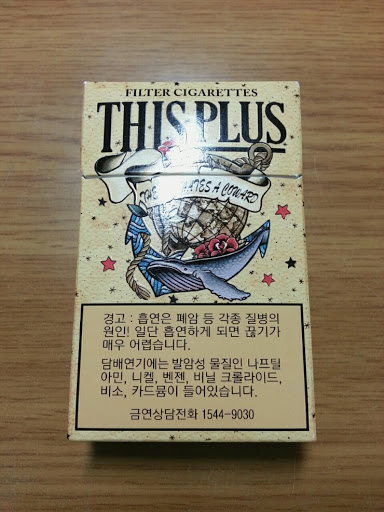 FILTER CIGARETTES
THIS PLUS
THE HATES A COWARD
경고 : 흡연은 폐암 등 각종 질병의
원인! 일단 흡연하게 되면 끊기가
매우 어렵습니다.
담배연기에는 발암성 물질인 나프틸
아민, 니켈, 벤젠, 비닐 크롤라이드,
비소, 카드뮴이 들어있습니다.
금연상담전화 1544-9030